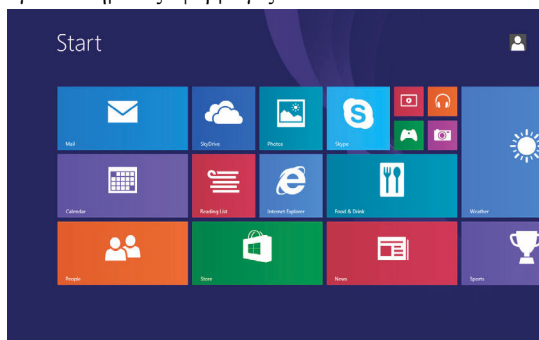 Start
Mail
SkyDrive
Photos
Skype
Calendar
Reading List
Internet Explorer
Food & Drink
Weather
People
Store
News
Sports